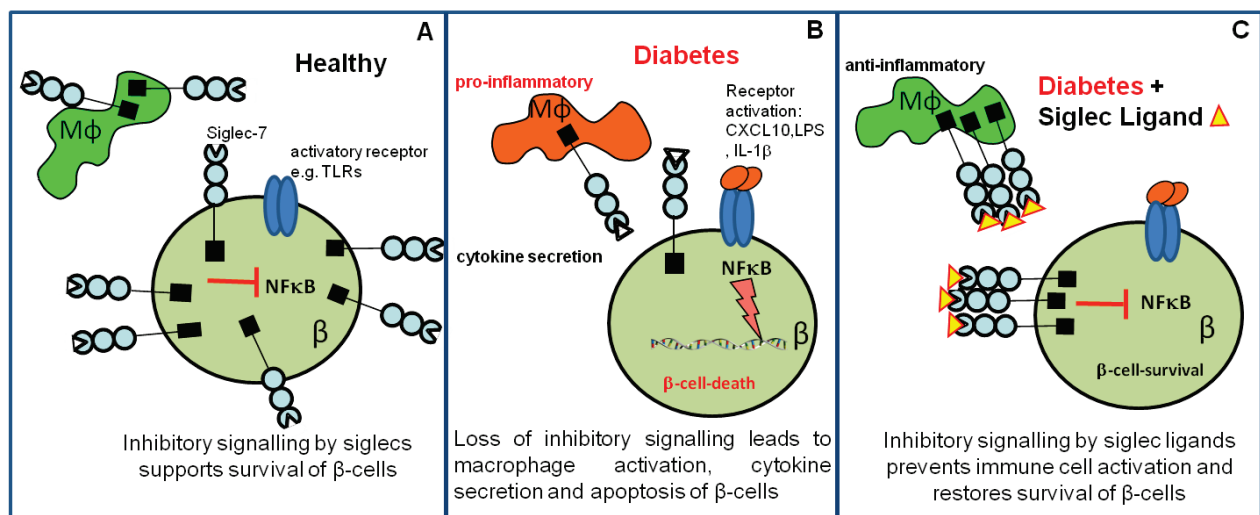 A
Healthy
Mϕ
Siglec-7
activatory receptor
e.g. TLRs
NFκB
β
Inhibitory signalling by siglecs
supports survival of β-cells
B
Diabetes
pro-inflammatory
Mϕ
Receptor
activation:
CXCL10,LPS
, IL-1β
cytokine secretion
NFκB
β
β-cell-death
Loss of inhibitory signalling leads to
macrophage activation, cytokine
secretion and apoptosis of β-cells
C
anti-inflammatory
Mϕ
Diabetes +
Siglec Ligand
NFκB
β-cell-survival
Inhibitory signalling by siglec ligands
prevents immune cell activation and
restores survival of β-cells